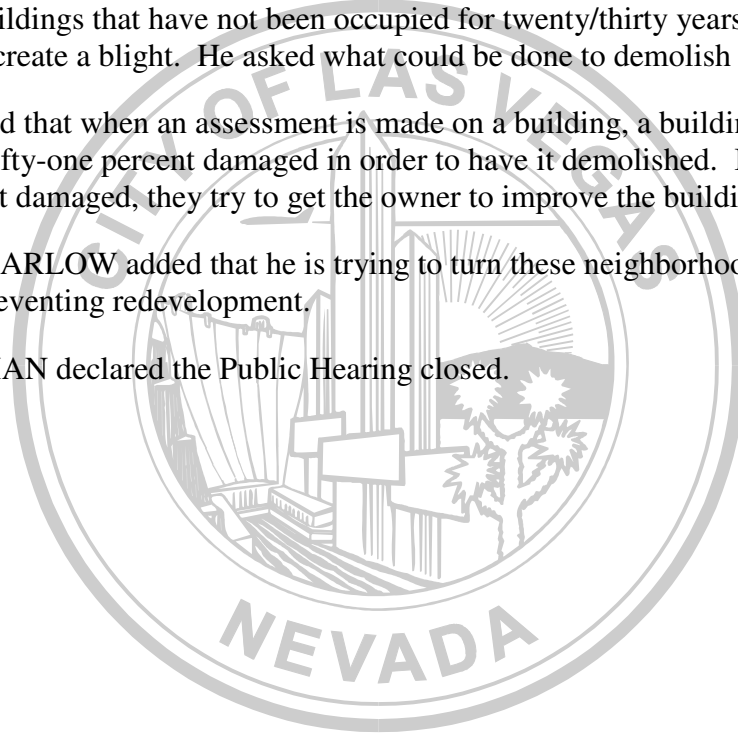 ildings that have not been occupied for twenty/thirty years
create a blight. He asked what could be done to demolish
d that when an assessment is made on a building, a buildin
fty-one percent damaged in order to have it demolished. I
t damaged, they try to get the owner to improve the buildi
ARLOW added that he is trying to turn these neighborhoo
eventing redevelopment.
AN declared the Public Hearing closed.
CITY OF LAS VEGAS
NEVADA